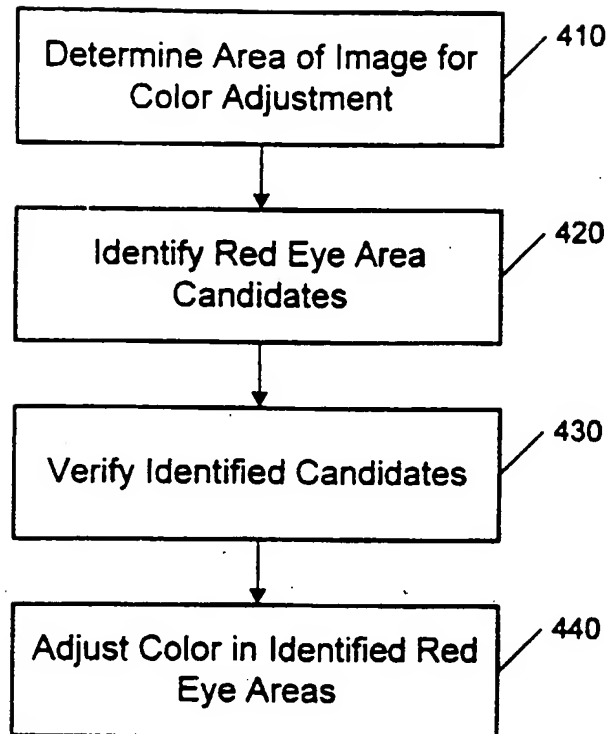 Determine Area of Image for
Color Adjustment
410
Identify Red Eye Area
Candidates
420
Verify Identified Candidates
430
Adjust Color in Identified Red
Eye Areas
440